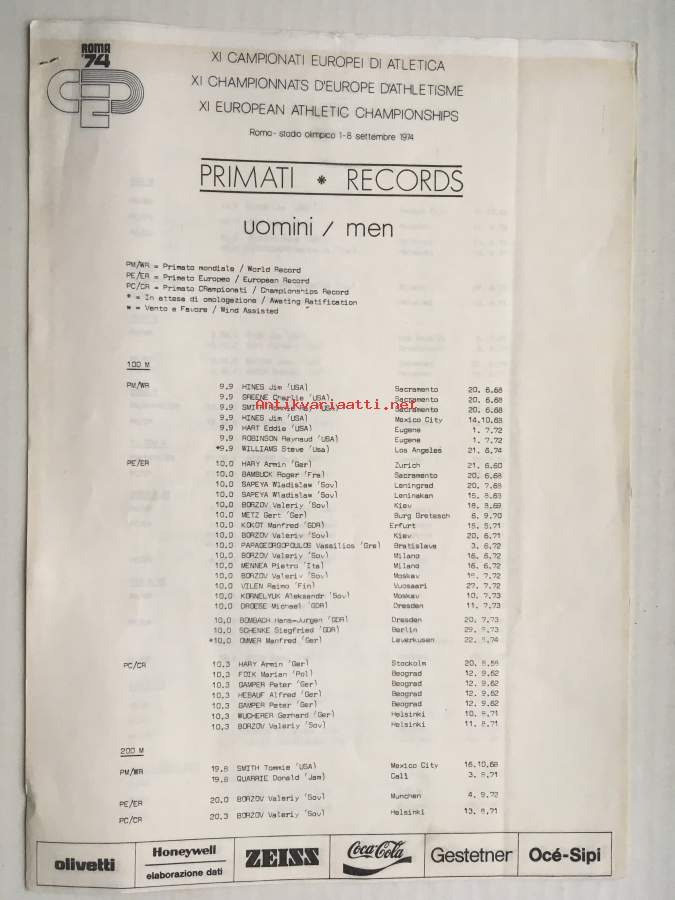 ROMA
'74
XI CAMPIONATI EUROPEI DI ATLETICA
XI CHAMPIONNATS D'EUROPE D'ATHLETISME
XI EUROPEAN ATHLETIC CHAMPIONSHIPS
Roma - stadio olimpico 1-8 settembre 1974
PRIMATI * RECORDS
uomini / men
PM/WR = Primato mondiale / World Record
PE/ER = Primato Europeo / European Record
PC/CR = Primato CRampionati / Championships Record
* = In attesa di omologazione / Awating Ratification
* = Vento a Favore / Wind Assisted
100 M
PM/WR 9.9 HINES Jim 'USA) Sacramento 20. 6.68
9.9 GREENE Charlie 'USA). Sacramento 20. 6.68
9.9 SMITH 'USA) Sacramento 20. 6.68
Antikvariaatti.net
9.9 HINES Jim 'USA) Mexico City 14.10.68
9.9 HART Eddie 'USA) Eugene 1. 7.72
9.9 ROBINSON Reynaud 'USA) Eugene 1. 7.72
*9.9 WILLIAMS Steve 'Usa) Los Angeles 21. 6.74
PE/ER 10.0 HARY Armin 'Ger) Zurich 21. 6.60
10.0 BAMBUCK Roger 'Fra) Sacramento 20. 6.68
10.0 SAPEYA Wladislaw 'Sov) Leningrad 20. 7.68
10.0 SAPEYA Wladislaw 'Sov) Leninakan 15. 8.68
10.0 BORZOV Valeriy 'Sov) Kiev 18. 8.69
10.0 METZ Gert 'Ger) Burg Gretesch 6. 9.70
10.0 KOKOT Manfred 'GDR) Erfurt 15. 5.71
10.0 BORZOV Valeriy 'Sov) Kiev 20. 6.71
10.0 PAPAGEORGOPOULOS Vassilios 'Gre) Bratislava 3. 6.72
10.0 BORZOV Valeriy 'Sov) Milano 16. 6.72
10.0 MENNEA Pietro 'Ita) Milano 16. 6.72
10.0 BORZOV Valeriy 'Sov) Moskav 18. 7.72
10.0 VILEN Raimo 'Fin) Vuosaari 27. 7.72
10.0 KORNELYUK Aleksandr 'Sov) Moskav 10. 7.73
10.0 DROESE Michael 'GDR) Dresden 11. 7.73
10.0 BOMBACH Hans-Jurgen 'GDR) Dresden 20. 7.73
10.0 SCHENKE Siegfried 'GDR) Berlin 29. 8.73
*10.0 OMMER Manfred 'Ger) Leverkusen 22. 8.74
PC/CR 10.3 HARY Armin 'Ger) Stockolm 20. 8.58
10.3 FOIK Marian 'Pol) Beograd 12. 9.62
10.3 GAMPER Peter 'Ger) Beograd 12. 9.62
10.3 HEBAUF Alfred 'Ger) Beograd 12. 9.62
10.3 GAMPER Peter 'Ger) Beograd 12. 9.62
10.3 WUCHERER Gerhard 'Ger) Helsinki 10. 8.71
10.3 BORZOV Valeriy 'Sov) Helsinki 11. 8.71
200 M
PM/WR 19.8 SMITH Tommie 'USA) Mexico City 16.10.68
19.8 QUARRIE Donald 'Jam) Cali 3. 8.71
PE/ER 20.0 BORZOV Valeriy 'Sov) Munchen 4. 9.72
PC/CR 20.3 BORZOV Valeriy 'Sov) Helsinki 13. 8.71
olivetti
Honeywell
elaborazione dati
ZEISS
Coca-Cola
Gestetner
Océ-Sipi